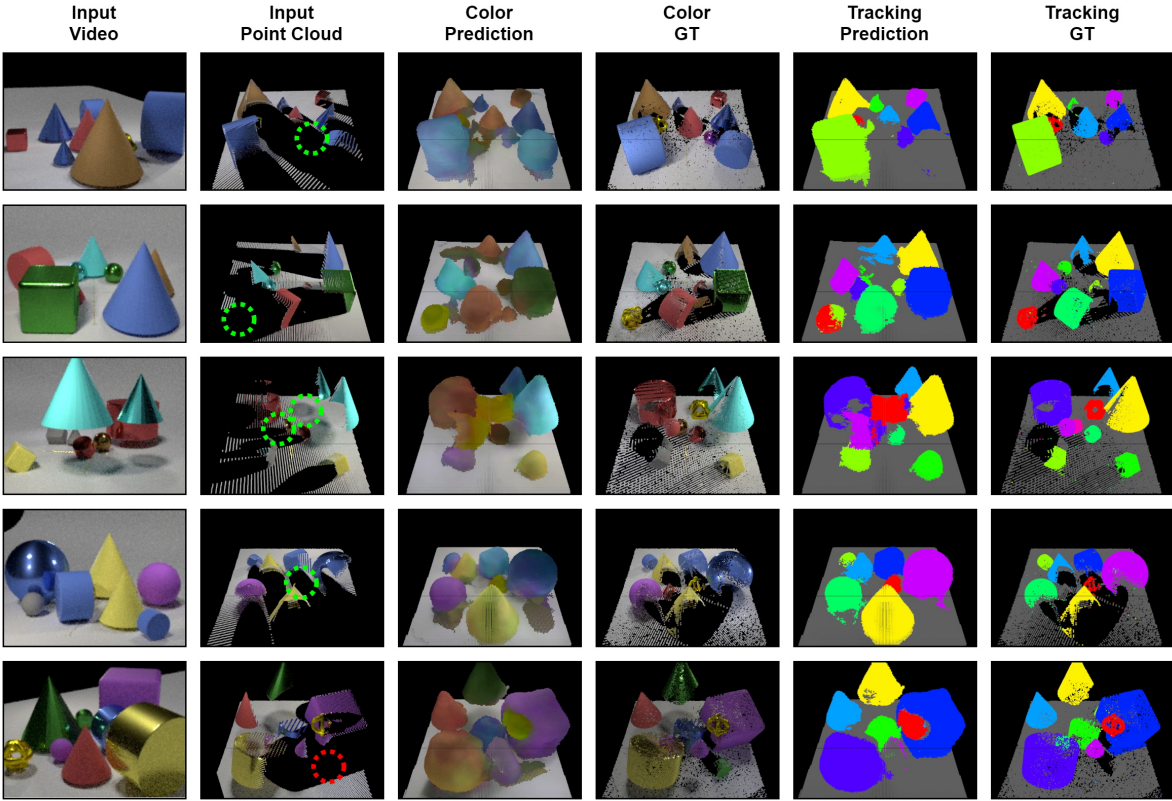 Input
Video
Input
Point Cloud
Color
Prediction
Color
GT
Tracking
Prediction
Tracking
GT